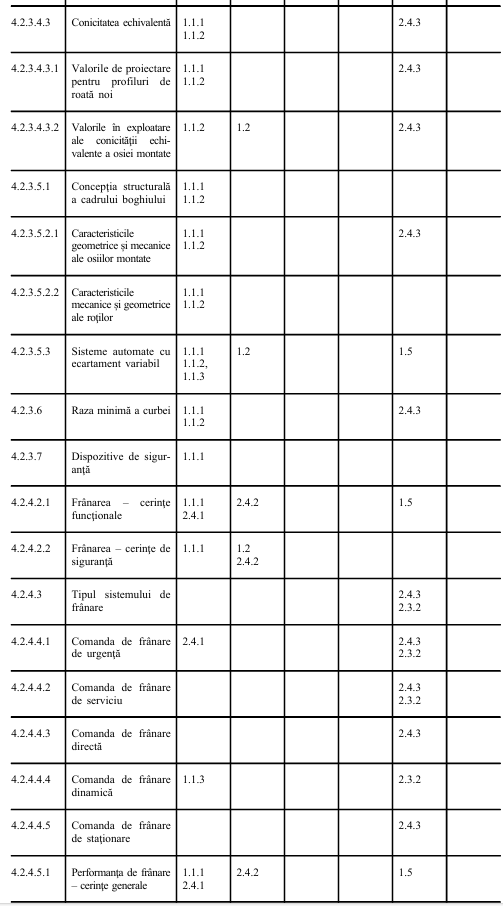 4.2.3.4.3 Conicitatea echivalentă 1.1.1 2.4.3
1.1.2
4.2.3.4.3.1 Valorile de proiectare 1.1.1 2.4.3
pentru profiluri de 1.1.2
roată noi
4.2.3.4.3.2 Valorile în exploatare 1.1.2 1.2 2.4.3
ale conicității echi-
valente a osiei montate
4.2.3.5.1 Concepția structurală 1.1.1
a cadrului boghiului 1.1.2
4.2.3.5.2.1 Caracteristicile 1.1.1 2.4.3
geometrice și mecanice 1.1.2
ale osiilor montate
4.2.3.5.2.2 Caracteristicile 1.1.1
mecanice și geometrice 1.1.2
ale roților
4.2.3.5.3 Sisteme automate cu 1.1.1 1.2 1.5
ecartament variabil 1.1.2,
1.1.3
4.2.3.6 Raza minimă a curbei 1.1.1 2.4.3
1.1.2
4.2.3.7 Dispozitive de sigur- 1.1.1
anță
4.2.4.2.1 Frânarea – cerințe 1.1.1 2.4.2 1.5
funcționale 2.4.1
4.2.4.2.2 Frânarea – cerințe de 1.1.1 1.2
siguranță 2.4.2
4.2.4.3 Tipul sistemului de 2.4.3
frânare 2.3.2
4.2.4.4.1 Comanda de frânare 2.4.1 2.4.3
de urgență 2.3.2
4.2.4.4.2 Comanda de frânare 2.4.3
de serviciu 2.3.2
4.2.4.4.3 Comanda de frânare 2.4.3
directă
4.2.4.4.4 Comanda de frânare 1.1.3 2.3.2
dinamică
4.2.4.4.5 Comanda de frânare 2.4.3
de staționare
4.2.4.5.1 Performanța de frânare 1.1.1 2.4.2 1.5
– cerințe generale 2.4.1